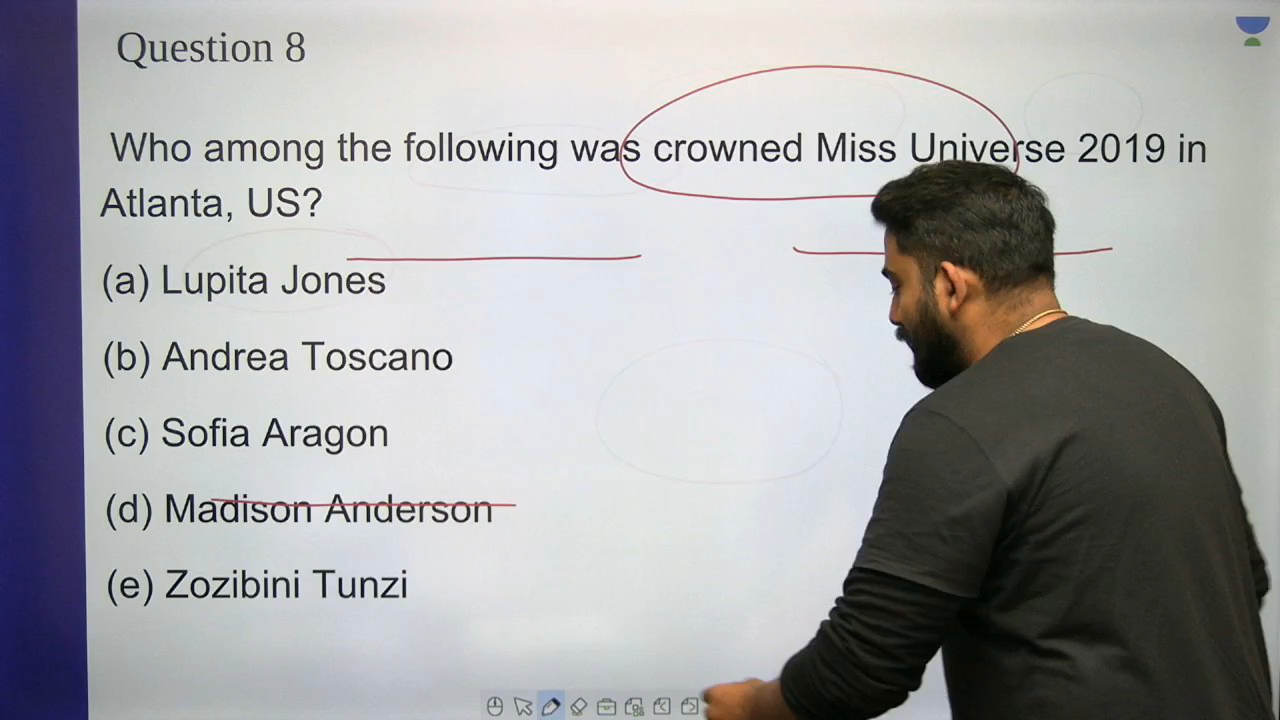 Question 8
Who among the following was crowned Miss Universe 2019 in
Atlanta, US?
(a) Lupita Jones
(b) Andrea Toscano
(c) Sofia Aragon
(d) Madison Anderson
(e) Zozibini Tunzi